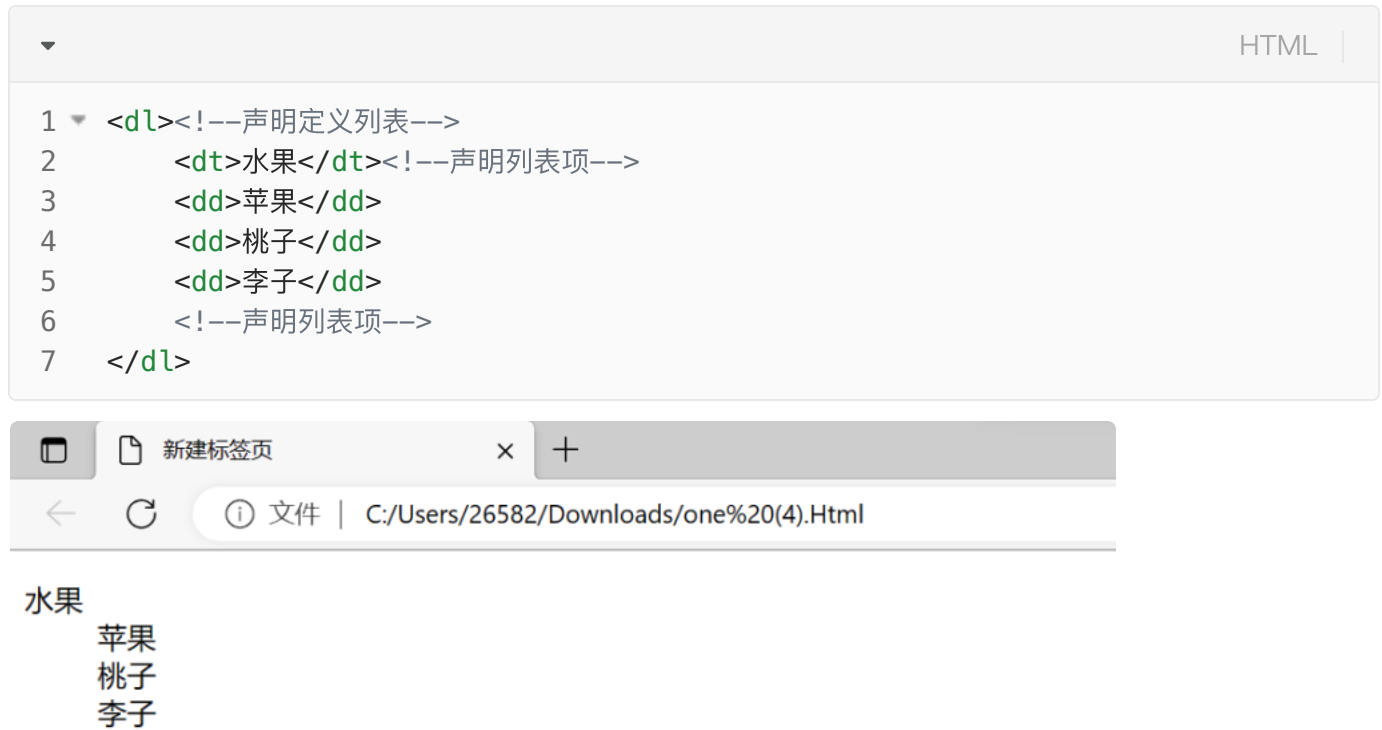 HTML
1 <dl><!--声明定义列表-->
2 <dt>水果</dt><!--声明列表项-->
3 <dd>苹果</dd>
4 <dd>桃子</dd>
5 <dd>李子</dd>
6 <!--声明列表项-->
7 </dl>
新建标签页
文件 | C:/Users/26582/Downloads/one%20(4).Html
水果
苹果
桃子
李子